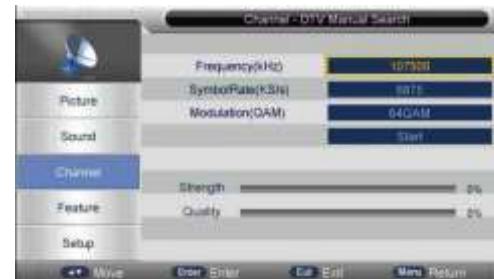 Channel - DTV Manual Search
Frequency(kHz) 107500
SymbolRate(KS/s) 6875
Modulation(QAM) 64QAM
Start
Picture
Sound
Channel
Feature
Setup
Strength 0%
Quality 0%
Move Enter Enter Exit Exit Menu Return